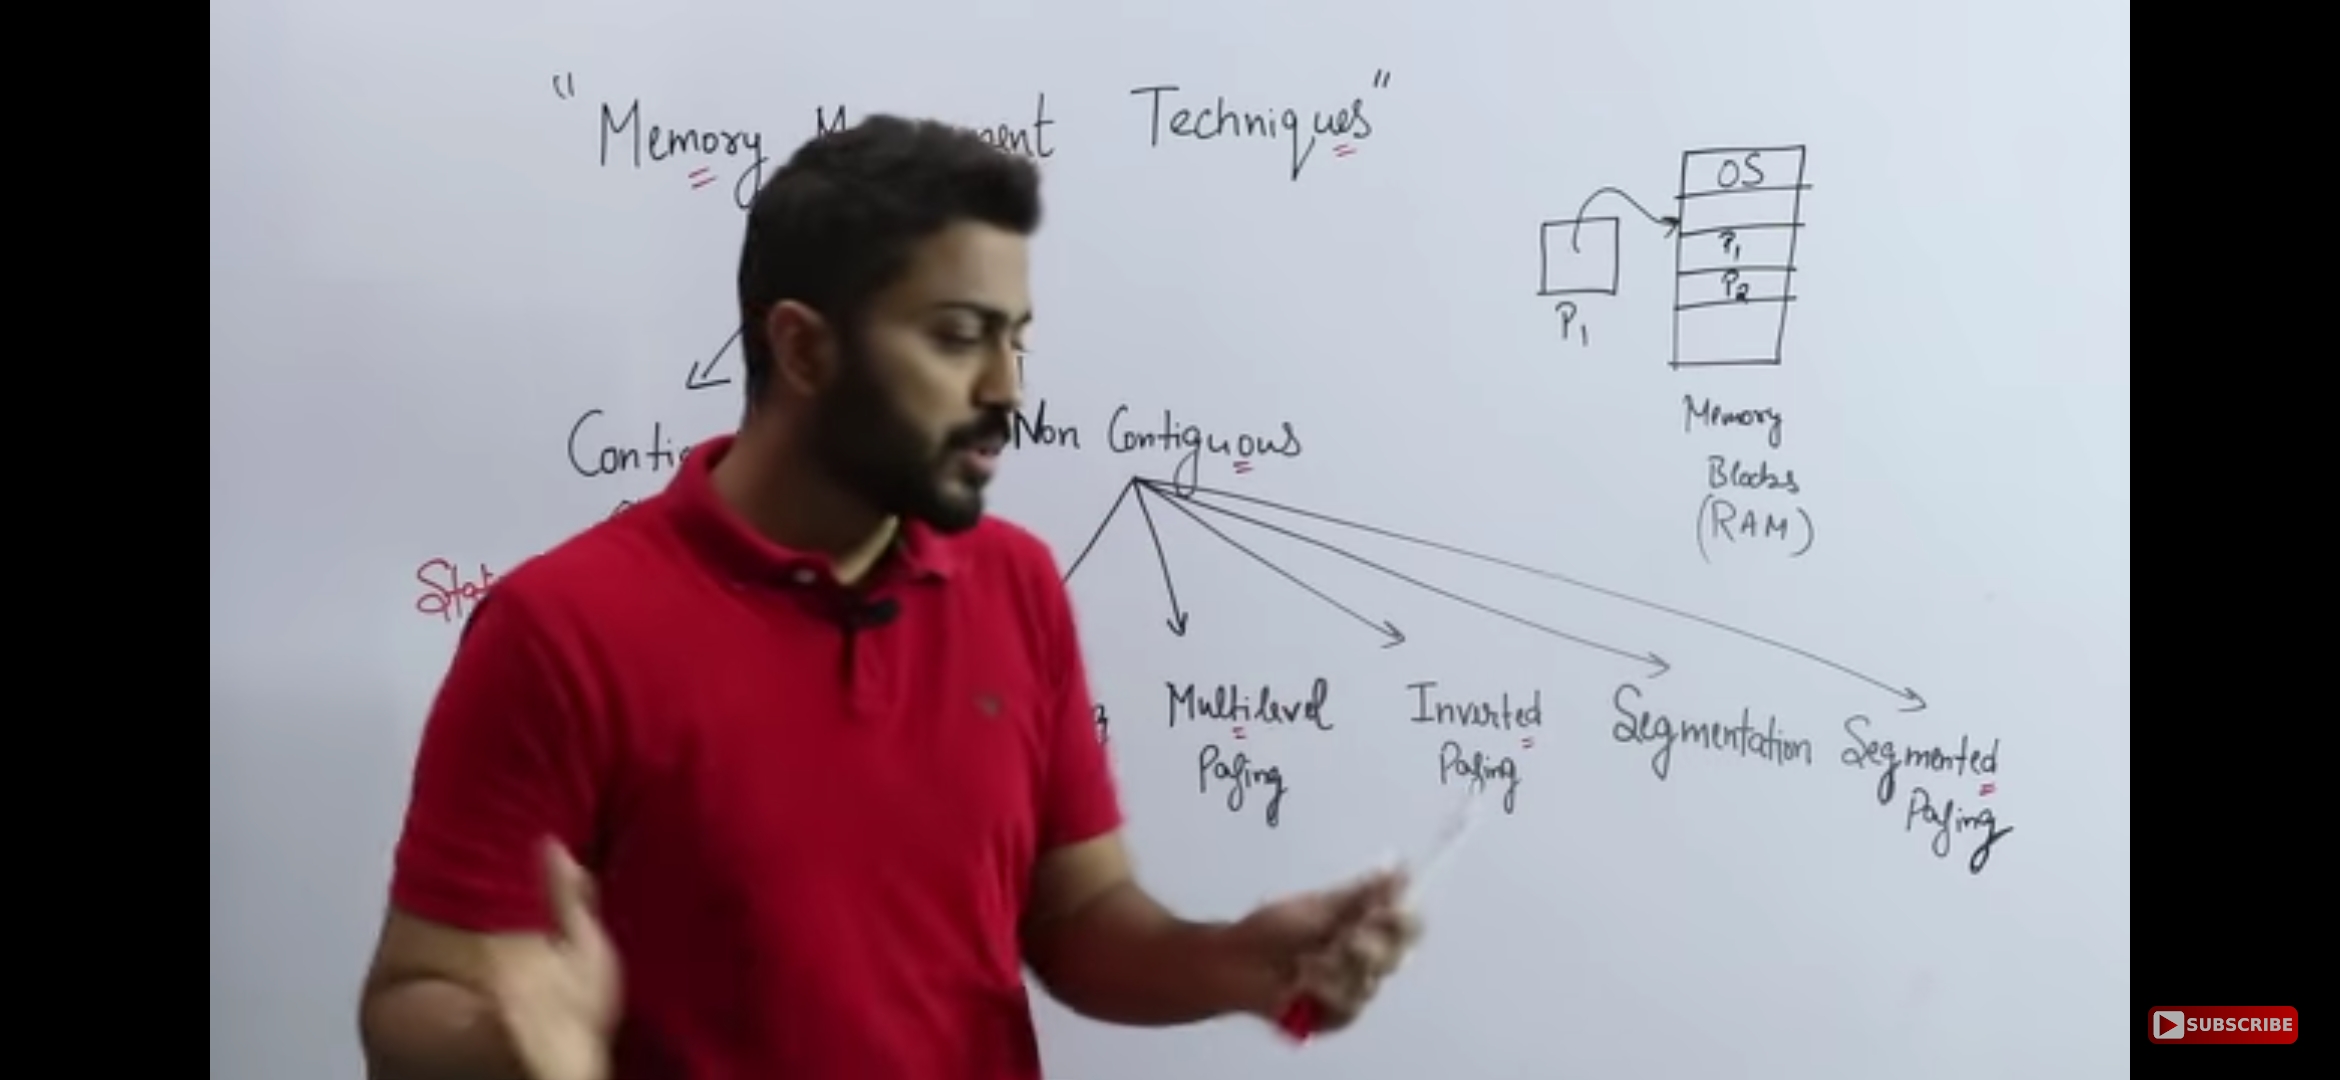 "Memory Techniques"
OS
P1
P2
P1
Memory
Blocks
(RAM)
Non Contiguous
Multilevel
Paging
Inverted
Paging
Segmentation
Segmented
Paging
SUBSCRIBE